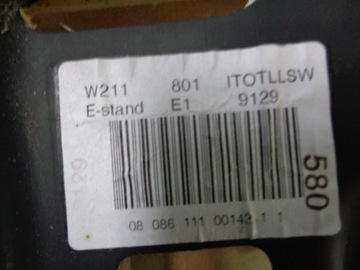 W211 801 ITOTLLSW
E-stand E1 9129
129
580
08 086 111 00142 1 1